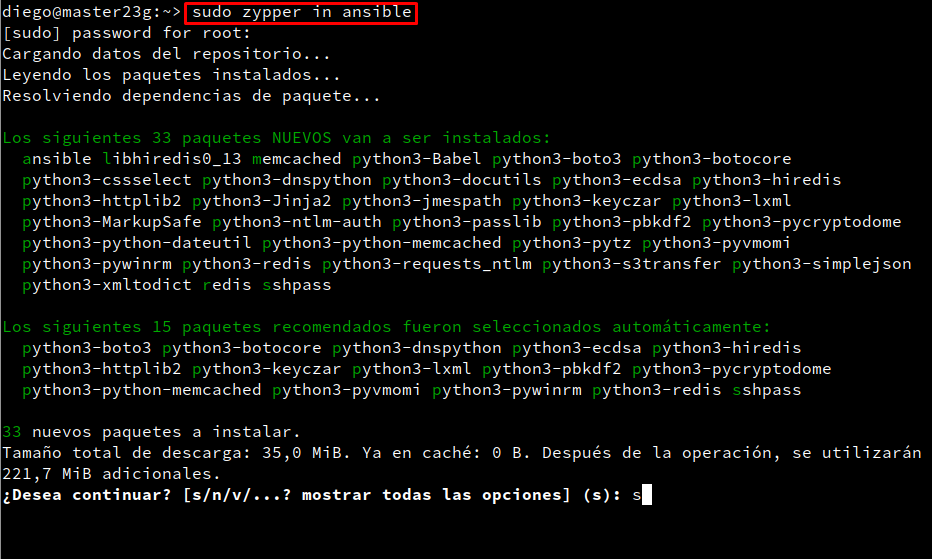 diego@master23g:~> sudo zypper in ansible
[sudo] password for root:
Cargando datos del repositorio...
Leyendo los paquetes instalados...
Resolviendo dependencias de paquete...
Los siguientes 33 paquetes NUEVOS van a ser instalados:
ansible libhiredis0_13 memcached python3-Babel python3-boto3 python3-botocore
python3-cssselect python3-dnspython python3-docutils python3-ecdsa python3-hiredis
python3-httplib2 python3-Jinja2 python3-jmespath python3-keyczar python3-lxml
python3-MarkupSafe python3-ntlm-auth python3-passlib python3-pbkdf2 python3-pycryptodome
python3-python-dateutil python3-python-memcached python3-pytz python3-pyvmomi
python3-pywinrm python3-redis python3-requests_ntlm python3-s3transfer python3-simplejson
python3-xmltodict redis sshpass
Los siguientes 15 paquetes recomendados fueron seleccionados automáticamente:
python3-boto3 python3-botocore python3-dnspython python3-ecdsa python3-hiredis
python3-httplib2 python3-keyczar python3-lxml python3-pbkdf2 python3-pycryptodome
python3-python-memcached python3-pyvmomi python3-pywinrm python3-redis sshpass
33 nuevos paquetes a instalar.
Tamaño total de descarga: 35,0 MiB. Ya en caché: 0 B. Después de la operación, se utilizarán
221,7 MiB adicionales.
¿Desea continuar? [s/n/v/...? mostrar todas las opciones] (s): s